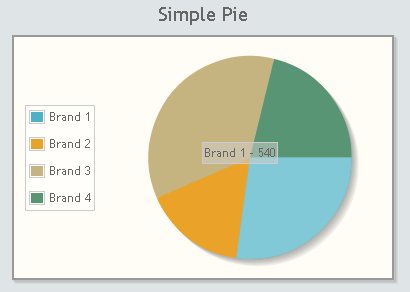 Simple Pie
Brand 1
Brand 2
Brand 3
Brand 4
Brand 1 - 540